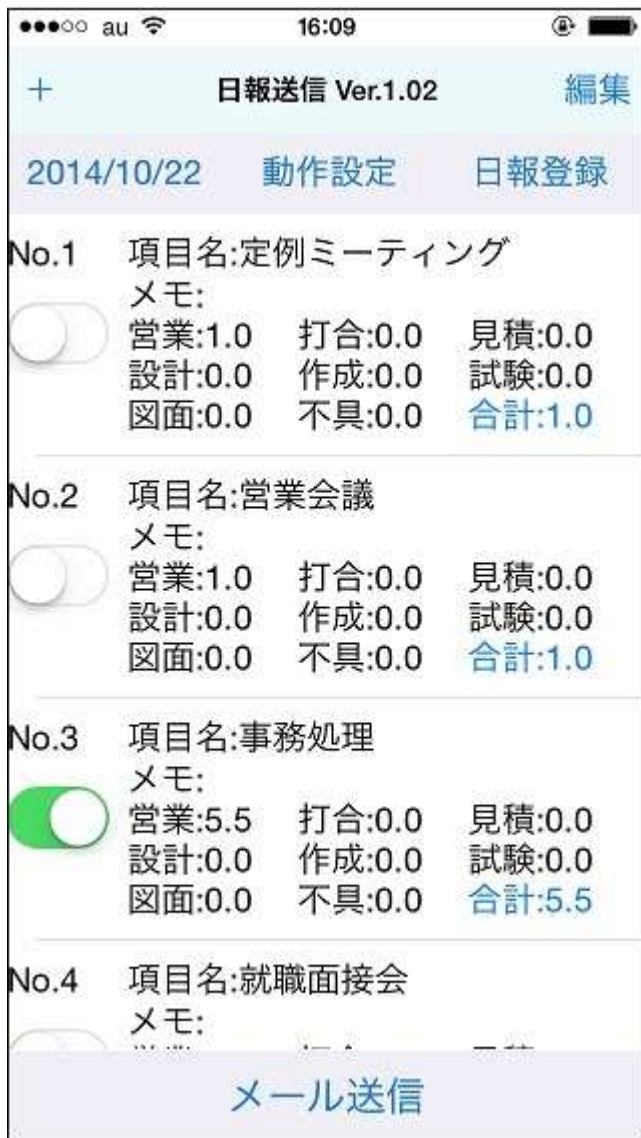 au 16:09
+ 日報送信 Ver.1.02 編集
2014/10/22 動作設定 日報登録
No.1 項目名:定例ミーティング
メモ:
営業:1.0 打合:0.0 見積:0.0
設計:0.0 作成:0.0 試験:0.0
図面:0.0 不具:0.0 合計:1.0
No.2 項目名:営業会議
メモ:
営業:1.0 打合:0.0 見積:0.0
設計:0.0 作成:0.0 試験:0.0
図面:0.0 不具:0.0 合計:1.0
No.3 項目名:事務処理
メモ:
営業:5.5 打合:0.0 見積:0.0
設計:0.0 作成:0.0 試験:0.0
図面:0.0 不具:0.0 合計:5.5
No.4 項目名:就職面接会
メモ:
メール送信